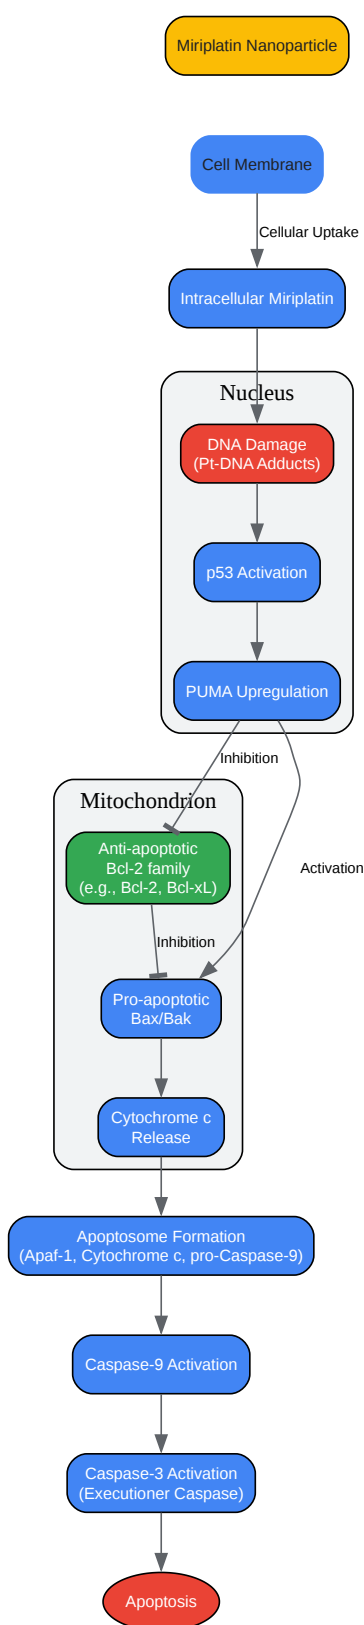 Miriplatin Nanoparticle
Cell Membrane
Cellular Uptake
Intracellular Miriplatin
Nucleus
DNA Damage
(Pt-DNA Adducts)
p53 Activation
PUMA Upregulation
Inhibition
Mitochondrion
Anti-apoptotic
Bcl-2 family
(e.g., Bcl-2, Bcl-xL)
Activation
Inhibition
Pro-apoptotic
Bax/Bak
Cytochrome c
Release
Apoptosome Formation
(Apaf-1, Cytochrome c, pro-Caspase-9)
Caspase-9 Activation
Caspase-3 Activation
(Executioner Caspase)
Apoptosis